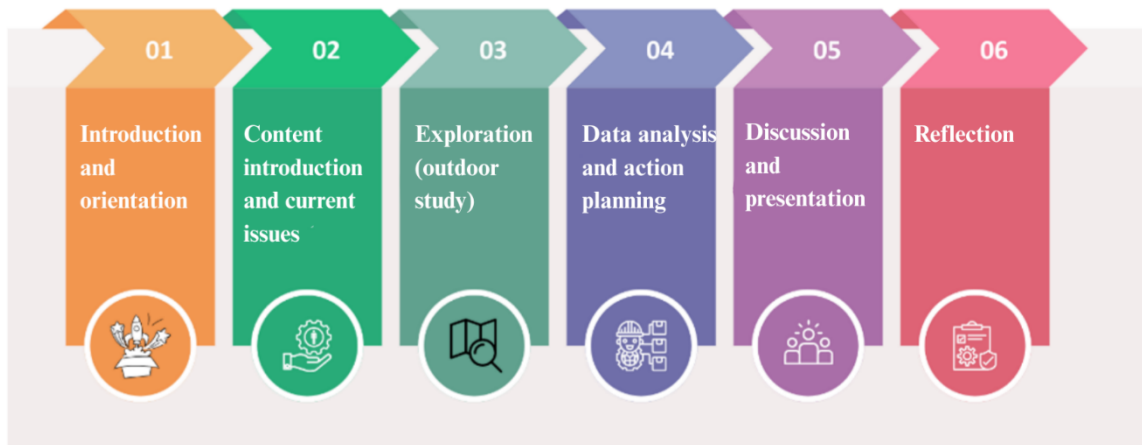 01
Introduction
and
orientation
02
Content
introduction
and current
issues
03
Exploration
(outdoor
study)
04
Data analysis
and action
planning
05
Discussion
and
presentation
06
Reflection